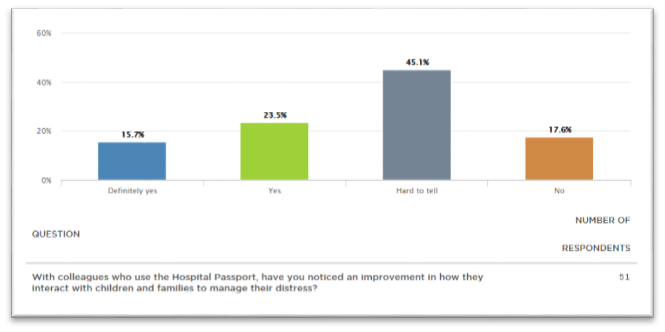 60%
40%
20%
0%
15.7%
23.5%
45.1%
17.6%
Definitely yes
Yes
Hard to tell
No
NUMBER OF
QUESTION
RESPONDENTS
With colleagues who use the Hospital Passport, have you noticed an improvement in how they 51
interact with children and families to manage their distress?